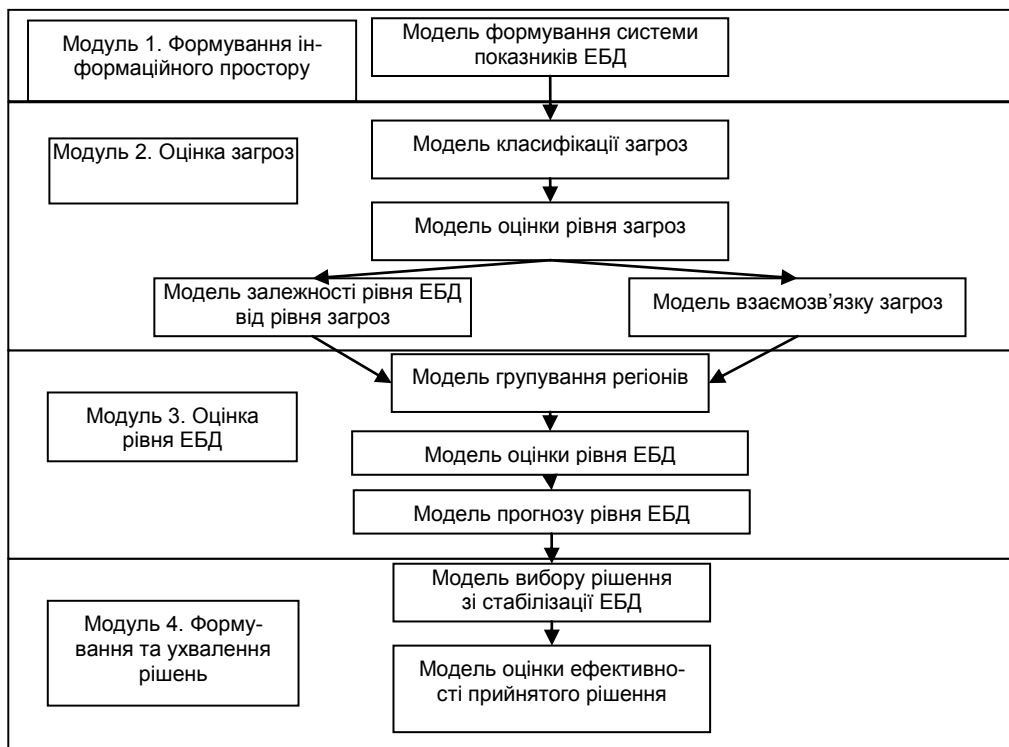 Модуль 1. Формування ін-
формаційного простору
Модель формування системи
показників ЕБД
Модуль 2. Оцінка загроз
Модель класифікації загроз
Модель оцінки рівня загроз
Модель залежності рівня ЕБД
від рівня загроз
Модель взаємозв’язку загроз
Модуль 3. Оцінка
рівня ЕБД
Модель групування регіонів
Модель оцінки рівня ЕБД
Модель прогнозу рівня ЕБД
Модуль 4. Форму-
вання та ухвалення
рішень
Модель вибору рішення
зі стабілізації ЕБД
Модель оцінки ефективно-
сті прийнятого рішення